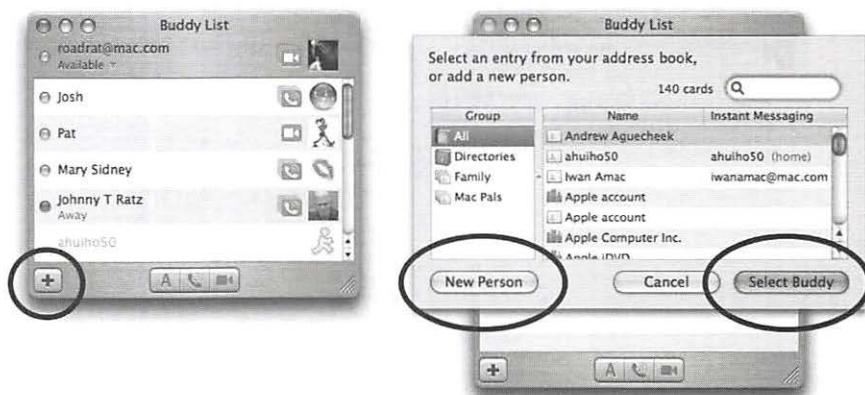 Buddy List
roadrat@mac.com
Available
Josh
Pat
Mary Sidney
Johnny T Ratz
Away
ahuiho50
+
A
Buddy List
Select an entry from your address book,
or add a new person.
140 cards
Group
Name
Instant Messaging
All
Andrew Aguecheek
Directories
ahuiho50
ahuiho50 (home)
Family
Iwan Amac
iwanamac@mac.com
Mac Pals
Apple account
Apple account
Apple Computer Inc.
Apple iDVD
New Person
Cancel
Select Buddy
+
A